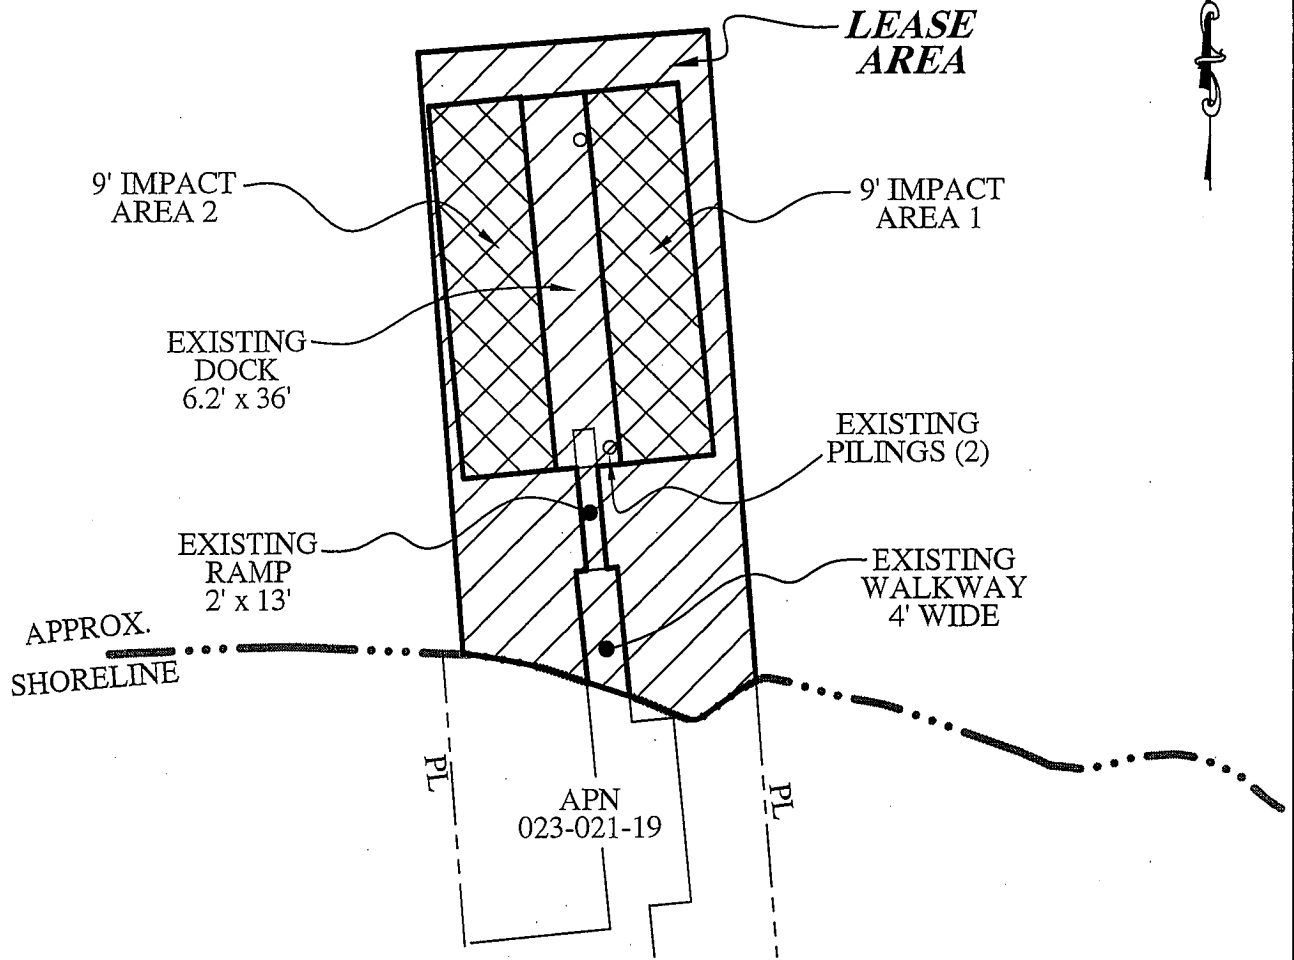 LEASE
AREA
9' IMPACT
AREA 2
9' IMPACT
AREA 1
EXISTING
DOCK
6.2' x 36'
EXISTING
PILINGS (2)
EXISTING
RAMP
2' x 13'
EXISTING
WALKWAY
4' WIDE
APPROX.
SHORELINE
PL
PL
APN
023-021-19